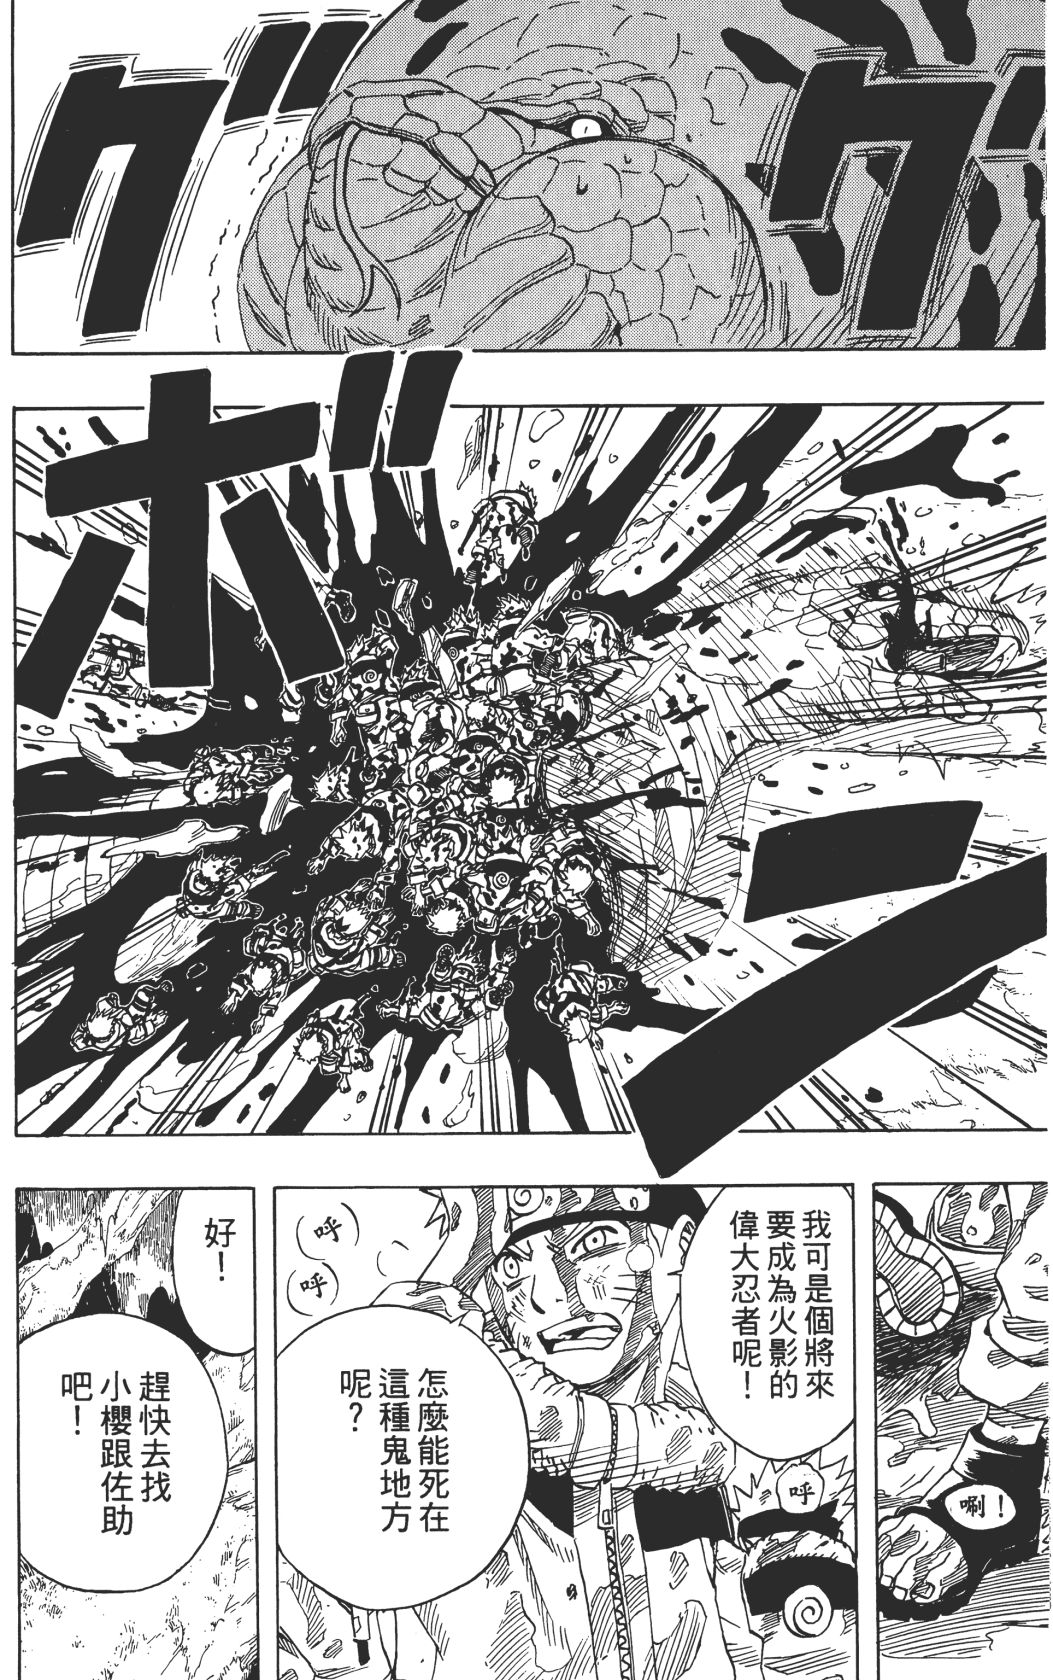 ググ
ボンッ
唰！
我可是個將來
要成為火影的
偉大忍者呢！
呼
呼
呼
怎麼能死在
這種鬼地方
呢？
好！
趕快去找
小櫻跟佐助
吧！